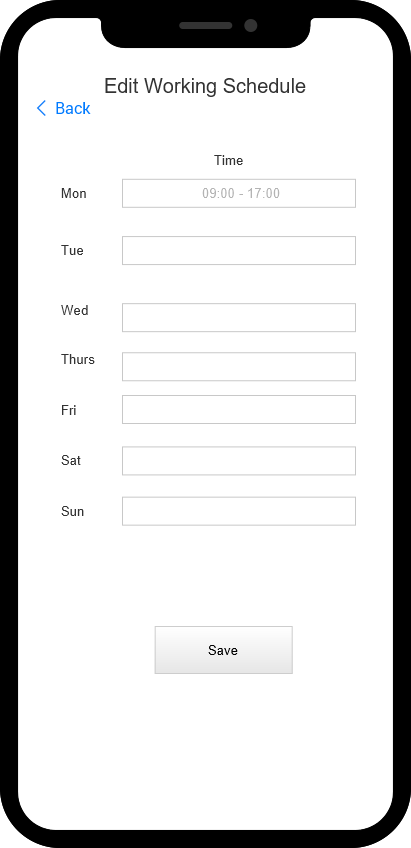 Edit Working Schedule
Back
Time
Mon
09:00 - 17:00
Tue
Wed
Thurs
Fri
Sat
Sun
Save